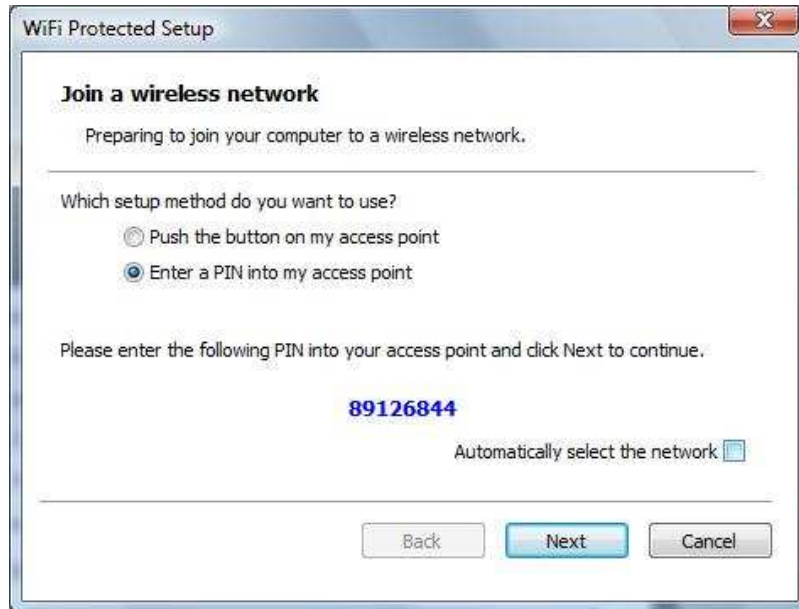 WiFi Protected Setup
Join a wireless network
Preparing to join your computer to a wireless network.
Which setup method do you want to use?
Push the button on my access point
Enter a PIN into my access point
Please enter the following PIN into your access point and click Next to continue.
89126844
Automatically select the network
Back Next Cancel